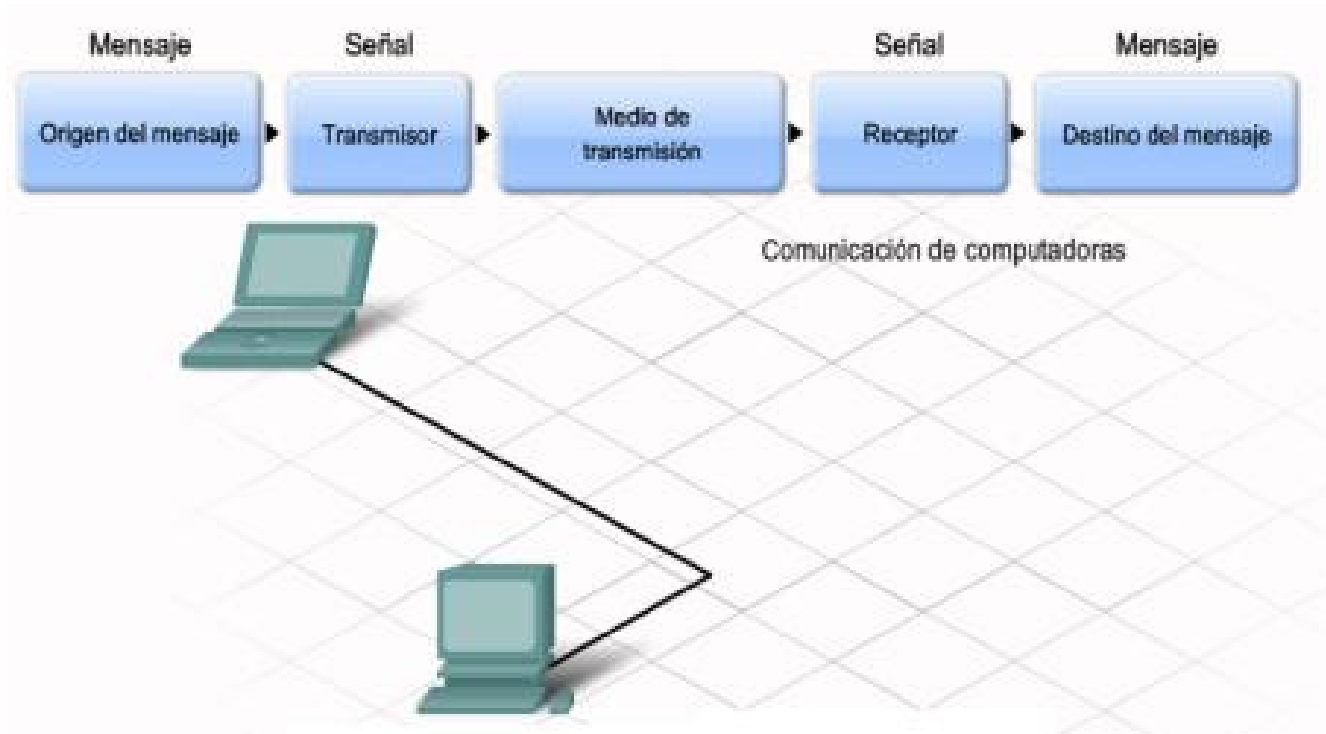 Mensaje
Señal
Señal
Mensaje
Origen del mensaje
Transmisor
Medio de
transmisión
Receptor
Destino del mensaje
Comunicación de computadoras